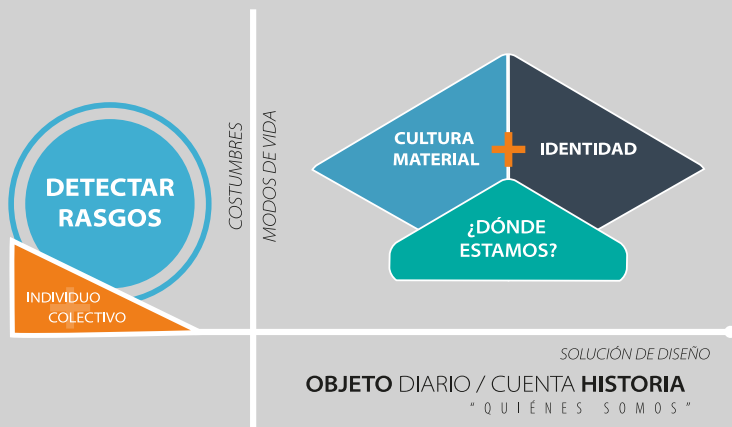 DETECTAR
RASGOS
INDIVIDUO
COLECTIVO
COSTUMBRES
MODOS DE VIDA
CULTURA
MATERIAL
IDENTIDAD
¿DÓNDE
ESTAMOS?
SOLUCIÓN DE DISEÑO
OBJETO DIARIO / CUENTA HISTORIA
"QUIÉNES SOMOS"